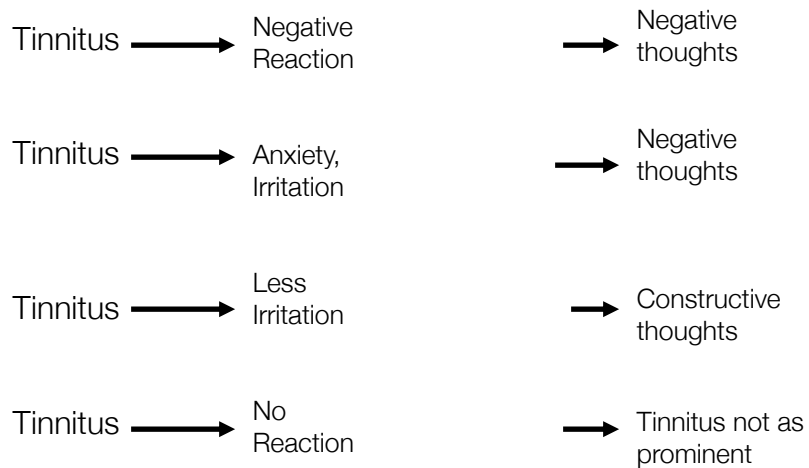 Tinnitus
Negative
Reaction
Negative
thoughts
Tinnitus
Anxiety,
Irritation
Negative
thoughts
Tinnitus
Less
Irritation
Constructive
thoughts
Tinnitus
No
Reaction
Tinnitus not as
prominent